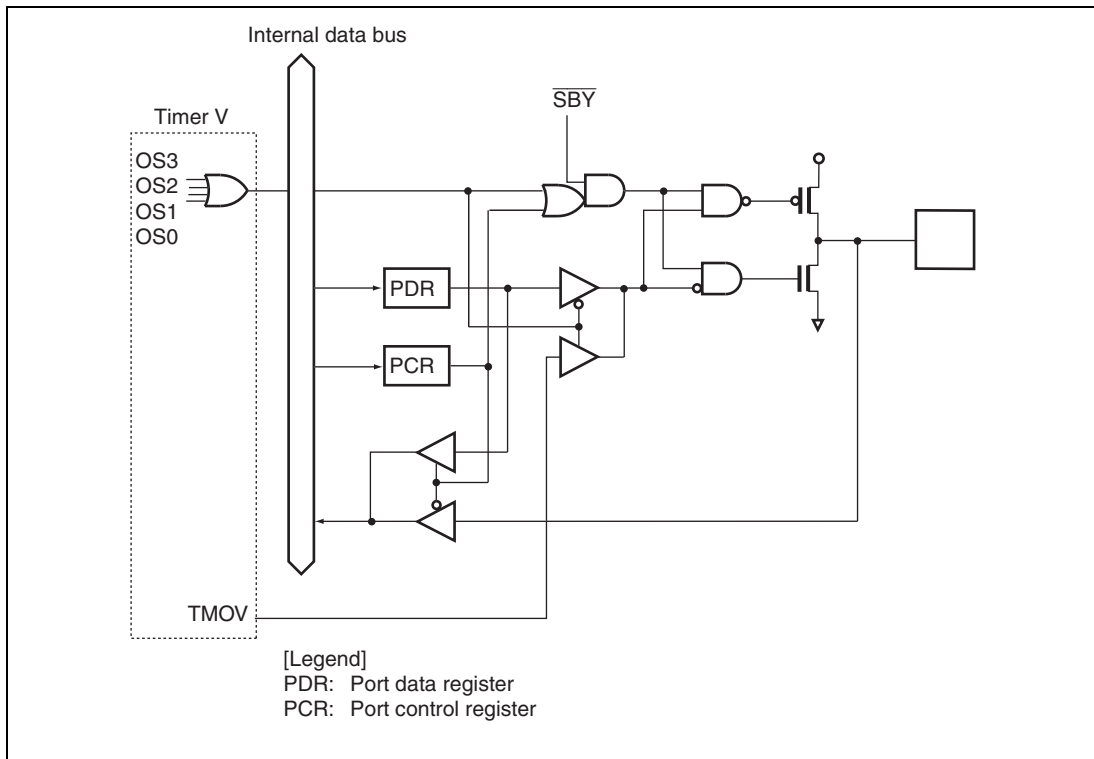 Internal data bus
SBY
Timer V
OS3
OS2
OS1
OS0
PDR
PCR
TMOV
[Legend]
PDR: Port data register
PCR: Port control register